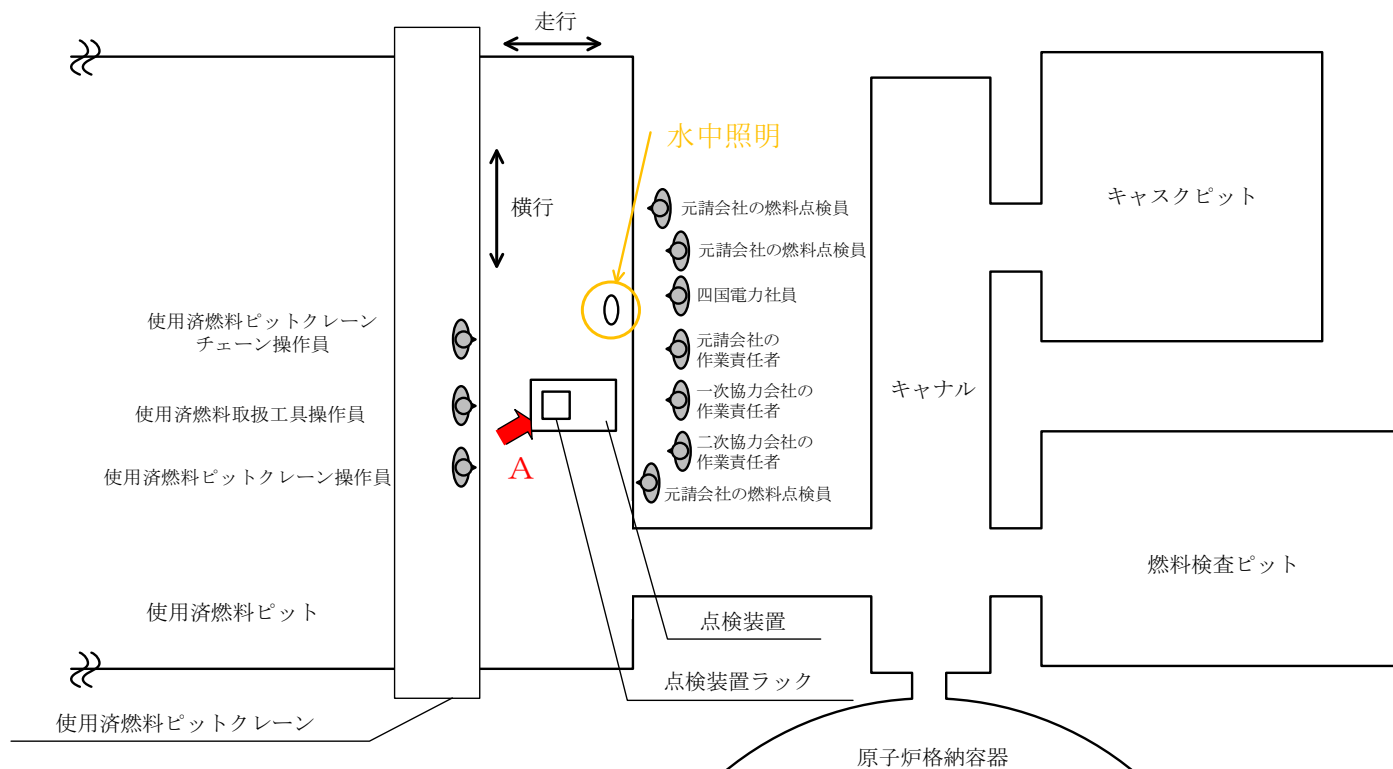 走行
水中照明
横行
キャスクピット
元請会社の燃料点検員
元請会社の燃料点検員
四国電力社員
使用済燃料ピットクレーン
チェーン操作員
元請会社の
作業責任者
キャナル
一次協力会社の
作業責任者
使用済燃料取扱工具操作員
二次協力会社の
作業責任者
A
使用済燃料ピットクレーン操作員
元請会社の燃料点検員
燃料検査ピット
使用済燃料ピット
点検装置
点検装置ラック
使用済燃料ピットクレーン
原子炉格納容器